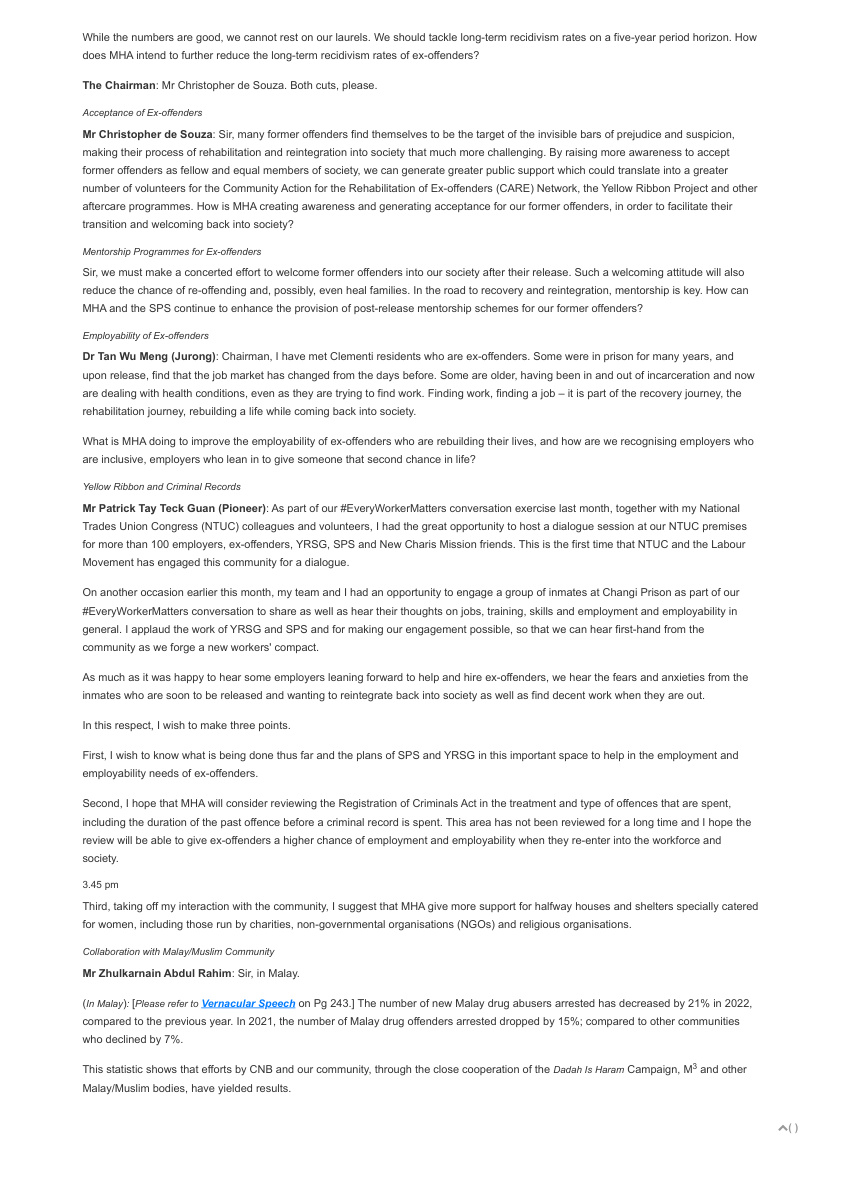 While the numbers are good, we cannot rest on our laurels. We should tackle long-term recidivism rates on a five-year period horizon. How
does MHA intend to further reduce the long-term recidivism rates of ex-offenders?
The Chairman: Mr Christopher de Souza. Both cuts, please.
Acceptance of Ex-offenders
Mr Christopher de Souza: Sir, many former offenders find themselves to be the target of the invisible bars of prejudice and suspicion,
making their process of rehabilitation and reintegration into society that much more challenging. By raising more awareness to accept
former offenders as fellow and equal members of society, we can generate greater public support which could translate into a greater
number of volunteers for the Community Action for the Rehabilitation of Ex-offenders (CARE) Network, the Yellow Ribbon Project and other
aftercare programmes. How is MHA creating awareness and generating acceptance for our former offenders, in order to facilitate their
transition and welcoming back into society?
Mentorship Programmes for Ex-offenders
Sir, we must make a concerted effort to welcome former offenders into our society after their release. Such a welcoming attitude will also
reduce the chance of re-offending and, possibly, even heal families. In the road to recovery and reintegration, mentorship is key. How can
MHA and the SPS continue to enhance the provision of post-release mentorship schemes for our former offenders?
Employability of Ex-offenders
Dr Tan Wu Meng (Jurong): Chairman, I have met Clementi residents who are ex-offenders. Some were in prison for many years, and
upon release, find that the job market has changed from the days before. Some are older, having been in and out of incarceration and now
are dealing with health conditions, even as they are trying to find work. Finding work, finding a job – it is part of the recovery journey, the
rehabilitation journey, rebuilding a life while coming back into society.
What is MHA doing to improve the employability of ex-offenders who are rebuilding their lives, and how are we recognising employers who
are inclusive, employers who lean in to give someone that second chance in life?
Yellow Ribbon and Criminal Records
Mr Patrick Tay Teck Guan (Pioneer): As part of our #EveryWorkerMatters conversation exercise last month, together with my National
Trades Union Congress (NTUC) colleagues and volunteers, I had the great opportunity to host a dialogue session at our NTUC premises
for more than 100 employers, ex-offenders, YRSG, SPS and New Charis Mission friends. This is the first time that NTUC and the Labour
Movement has engaged this community for a dialogue.
On another occasion earlier this month, my team and I had an opportunity to engage a group of inmates at Changi Prison as part of our
#EveryWorkerMatters conversation to share as well as hear their thoughts on jobs, training, skills and employment and employability in
general. I applaud the work of YRSG and SPS and for making our engagement possible, so that we can hear first-hand from the
community as we forge a new workers' compact.
As much as it was happy to hear some employers leaning forward to help and hire ex-offenders, we hear the fears and anxieties from the
inmates who are soon to be released and wanting to reintegrate back into society as well as find decent work when they are out.
In this respect, I wish to make three points.
First, I wish to know what is being done thus far and the plans of SPS and YRSG in this important space to help in the employment and
employability needs of ex-offenders.
Second, I hope that MHA will consider reviewing the Registration of Criminals Act in the treatment and type of offences that are spent,
including the duration of the past offence before a criminal record is spent. This area has not been reviewed for a long time and I hope the
review will be able to give ex-offenders a higher chance of employment and employability when they re-enter into the workforce and
society.
3.45 pm
Third, taking off my interaction with the community, I suggest that MHA give more support for halfway houses and shelters specially catered
for women, including those run by charities, non-governmental organisations (NGOs) and religious organisations.
Collaboration with Malay/Muslim Community
Mr Zhulkarnain Abdul Rahim: Sir, in Malay.
(In Malay): [Please refer to Vernacular Speech on Pg 243.] The number of new Malay drug abusers arrested has decreased by 21% in 2022,
compared to the previous year. In 2021, the number of Malay drug offenders arrested dropped by 15%; compared to other communities
who declined by 7%.
This statistic shows that efforts by CNB and our community, through the close cooperation of the Dadah Is Haram Campaign, M3 and other
Malay/Muslim bodies, have yielded results.
( )